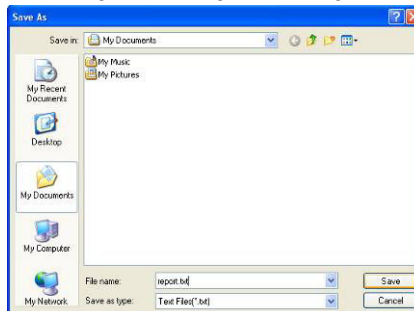 Save As
Save in:
My Documents
My Music
My Pictures
My Recent
Documents
Desktop
My Documents
My Computer
My Network
File name:
report.txt
Save
Save as type:
Text Files(*.txt)
Cancel